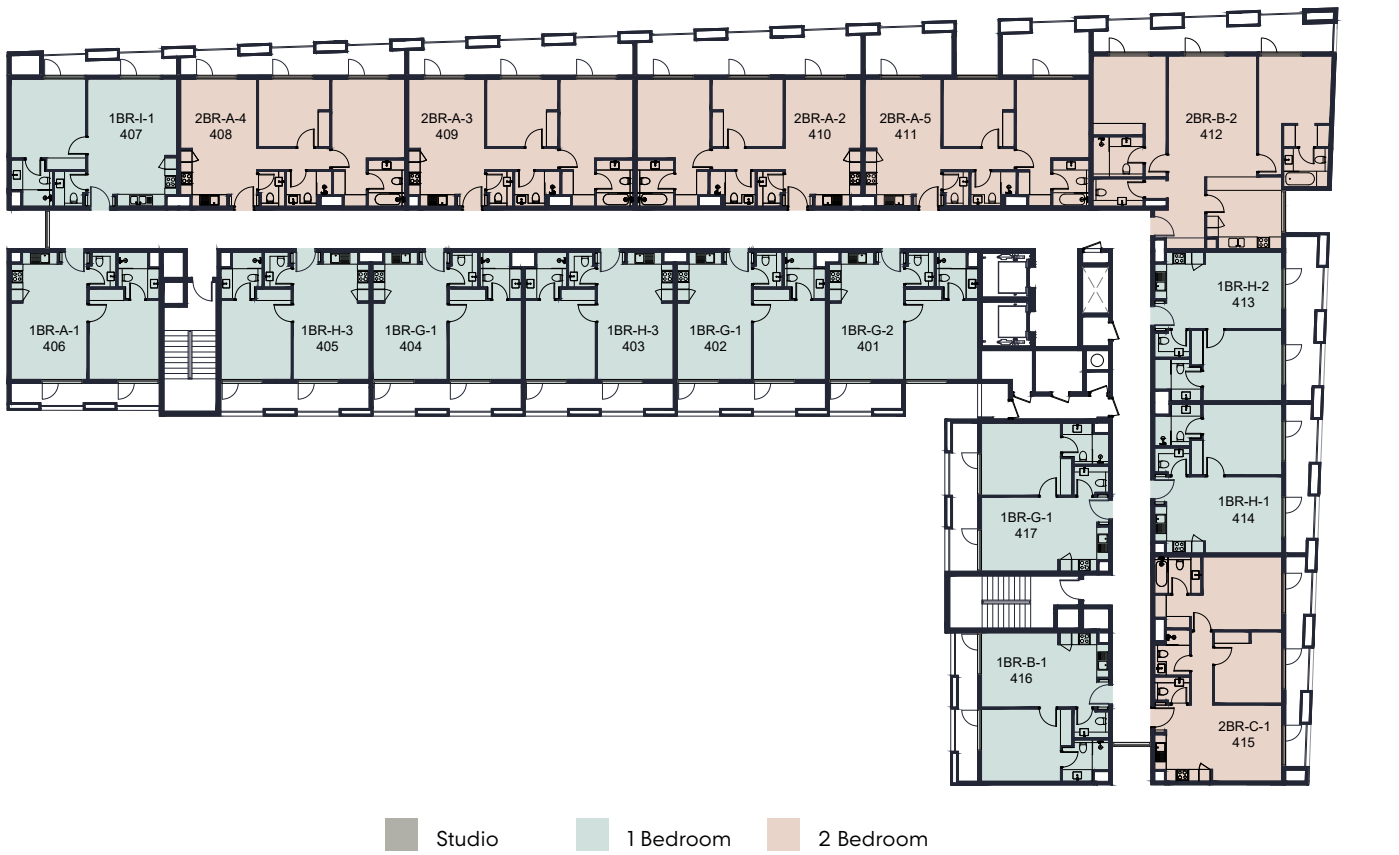 1BR-I-1
407
2BR-A-4
408
2BR-A-3
409
2BR-A-2
410
2BR-A-5
411
2BR-B-2
412
1BR-A-1
406
1BR-H-3
405
1BR-G-1
404
1BR-H-3
403
1BR-G-1
402
1BR-G-2
401
1BR-H-2
413
1BR-H-1
414
1BR-G-1
417
1BR-B-1
416
2BR-C-1
415
Studio
1 Bedroom
2 Bedroom